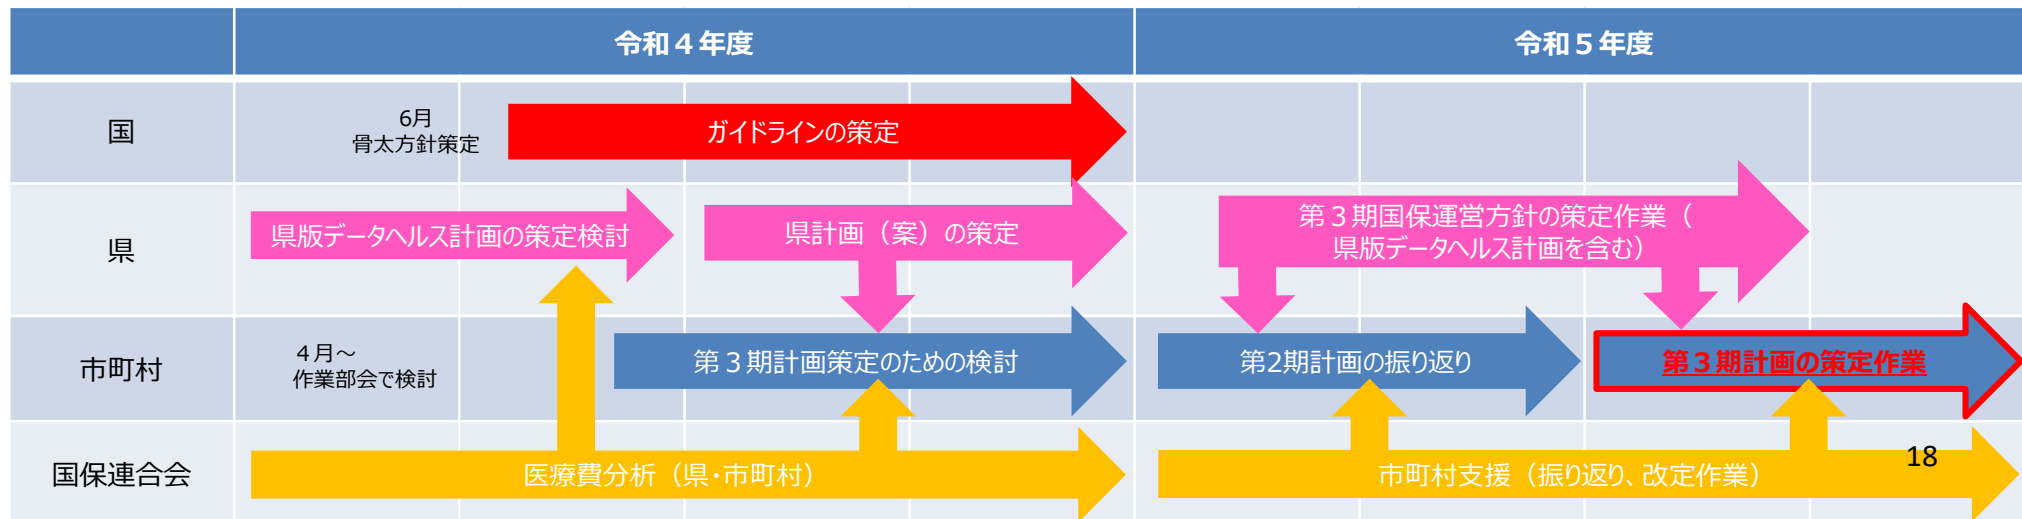 令和４年度
令和５年度
国
6月
骨太方針策定
ガイドラインの策定
県
県版データヘルス計画の策定検討
県計画（案）の策定
第３期国保運営方針の策定作業（
県版データヘルス計画を含む）
市町村
４月～
作業部会で検討
第３期計画策定のための検討
第2期計画の振り返り
第３期計画の策定作業
国保連合会
医療費分析（県・市町村）
市町村支援（振り返り、改定作業）
18